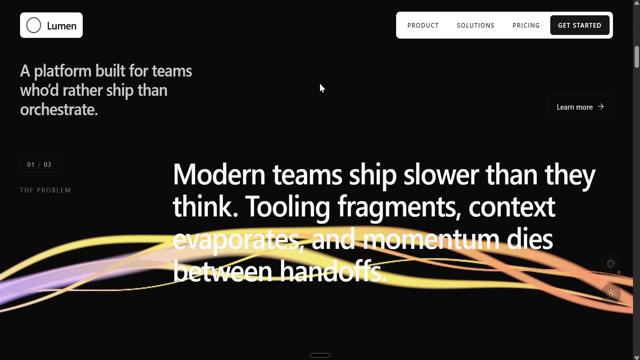 Lumen
PRODUCT
SOLUTIONS
PRICING
GET STARTED
A platform built for teams
who'd rather ship than
orchestrate.
Learn more →
01 / 03
THE PROBLEM
Modern teams ship slower than they
think. Tooling fragments, context
evaporates, and momentum dies
between handoffs.